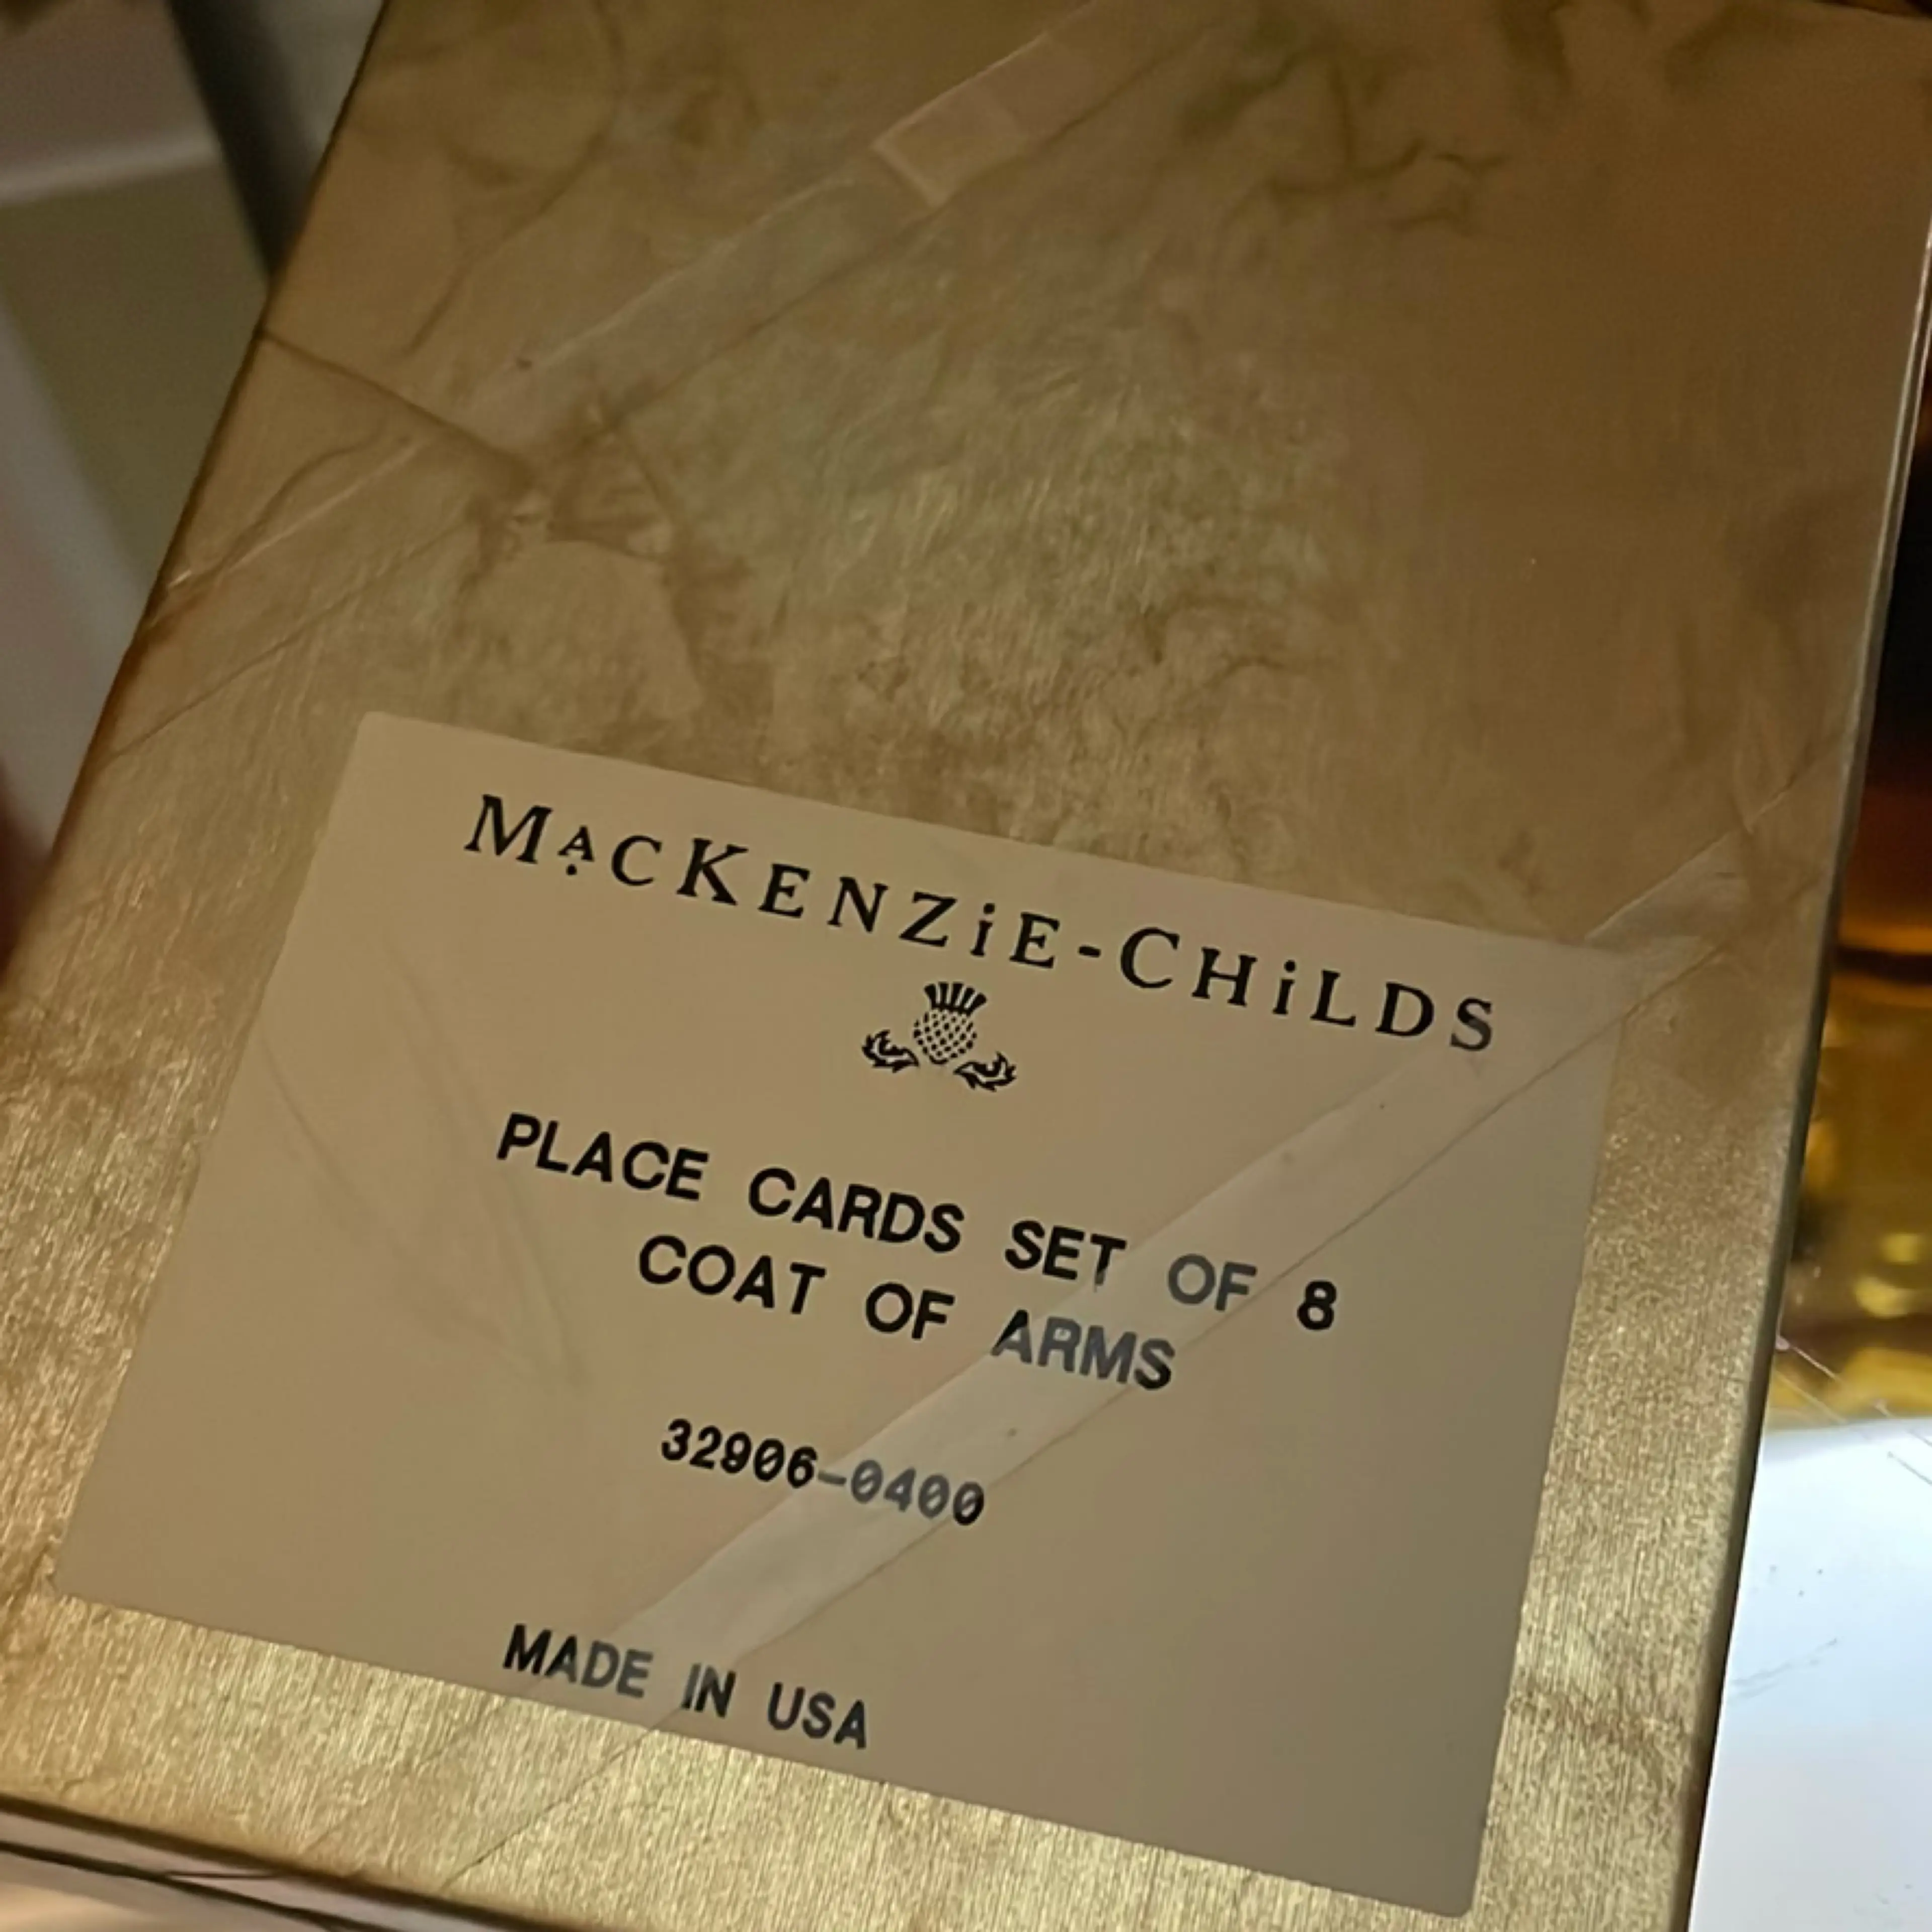 MACKENZiE-CHiLDS
PLACE CARDS SET OF 8
COAT OF ARMS
32906-0400
MADE IN USA